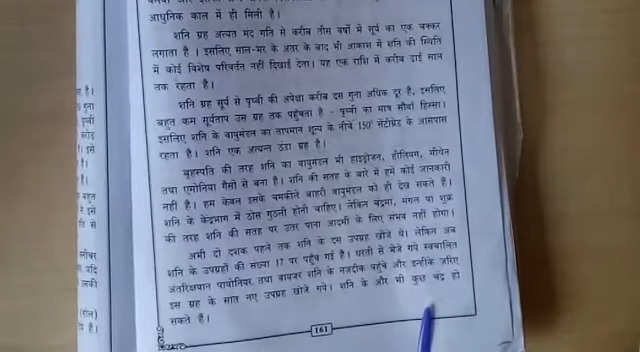 आधुनिक काल में ही मिली है।
शनि ग्रह अत्यंत मंद गति से करीब तीस वर्षों में सूर्य का एक चक्कर
लगाता है । इसलिए साल-भर के अंतर के बाद भी आकाश में शनि की स्थिति
में कोई विशेष परिवर्तन नहीं दिखाई देता। यह एक राशि में करीब ढाई साल
तक रहता है।
शनि ग्रह सूर्य से पृथ्वी की अपेक्षा करीब दस गुना अधिक दूर है, इसलिए
बहुत कम सूर्यताप उस ग्रह तक पहुँचता है - पृथ्वी का मात्र सौवाँ हिस्सा।
इसलिए शनि के वायुमंडल का तापमान शून्य के नीचे 150° सेंटीग्रेड के आसपास
रहता है। शनि एक अत्यन्त ठंडा ग्रह है।
बृहस्पति की तरह शनि का वायुमंडल भी हाइड्रोजन, हीलियम, मीथेन
तथा एमोनिया गैसों से बना है। शनि की सतह के बारे में हमें कोई जानकारी
नहीं है। हम केवल इसके चमकीले बाहरी वायुमंडल को ही देख सकते हैं।
शनि के केंद्रभाग में ठोस गुठली होनी चाहिए। लेकिन चंद्रमा, मंगल या शुक्र
की तरह शनि की सतह पर उतर पाना आदमी के लिए संभव नहीं होगा।
अभी दो दशक पहले तक शनि के दस उपग्रह खोजे थे। लेकिन अब
शनि के उपग्रहों की संख्या 17 पर पहुँच गई है। धरती से भेजे गये स्वचालित
अंतरिक्षयान पायोनियर तथा वायजर शनि के नजदीक पहुँचे और इन्हींके जरिए
इस ग्रह के सात नए उपग्रह खोजे गये। शनि के और भी कुछ चंद्र हो
सकते हैं।
161